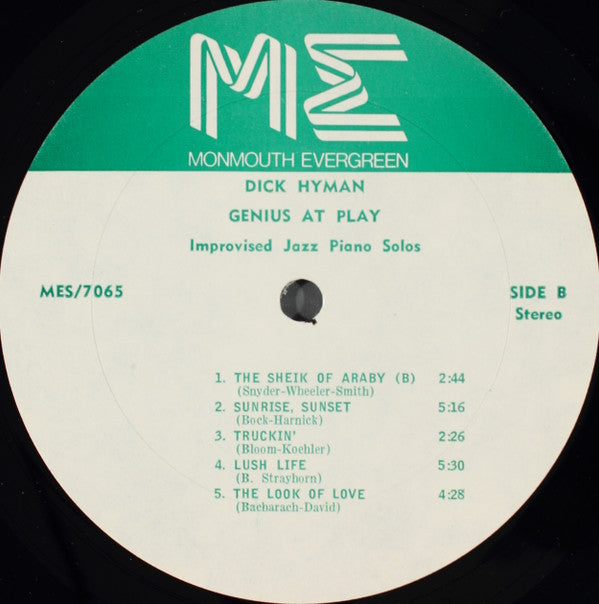 ME
MONMOUTH EVERGREEN
DICK HYMAN
GENIUS AT PLAY
Improvised Jazz Piano Solos
MES/7065
SIDE B
Stereo
1. THE SHEIK OF ARABY (B) 2:44
(Snyder-Wheeler-Smith)
2. SUNRISE, SUNSET 5:16
(Bock-Harnick)
3. TRUCKIN' 2:26
(Bloom-Koehler)
4. LUSH LIFE 5:30
(B. Strayhorn)
5. THE LOOK OF LOVE 4:28
(Bacharach-David)